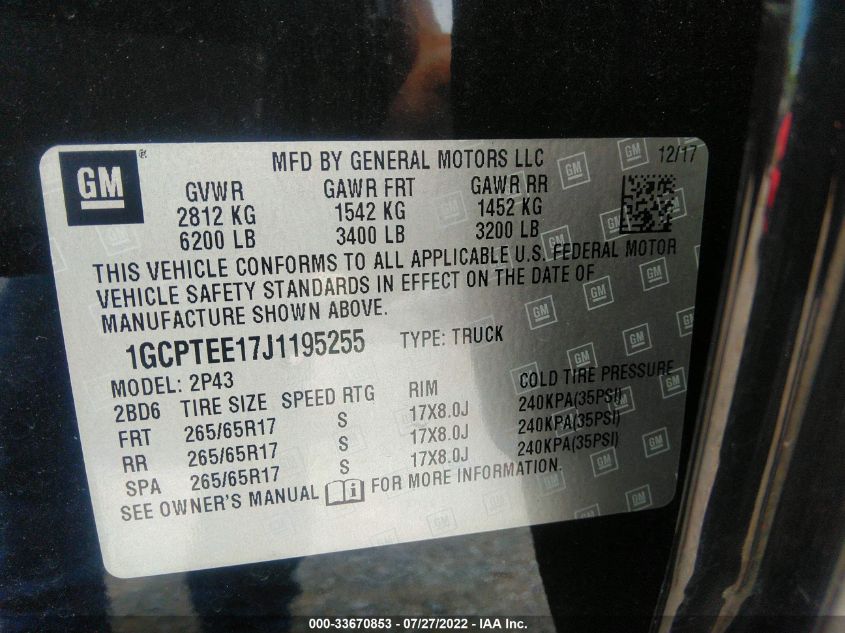 GM
MFD BY GENERAL MOTORS LLC
12/17
GVWR GAWR FRT GAWR RR
2812 KG 1542 KG 1452 KG
6200 LB 3400 LB 3200 LB
THIS VEHICLE CONFORMS TO ALL APPLICABLE U.S. FEDERAL MOTOR
VEHICLE SAFETY STANDARDS IN EFFECT ON THE DATE OF
MANUFACTURE SHOWN ABOVE.
1GCPTEE17J1195255 TYPE: TRUCK
MODEL: 2P43
2BD6 TIRE SIZE SPEED RTG RIM COLD TIRE PRESSURE
FRT 265/65R17 S 17X8.0J 240KPA(35PSI)
RR 265/65R17 S 17X8.0J 240KPA(35PSI)
SPA 265/65R17 S 17X8.0J 240KPA(35PSI)
SEE OWNER'S MANUAL FOR MORE INFORMATION.
000-33670853 / 07/27/2022 - IAA Inc.